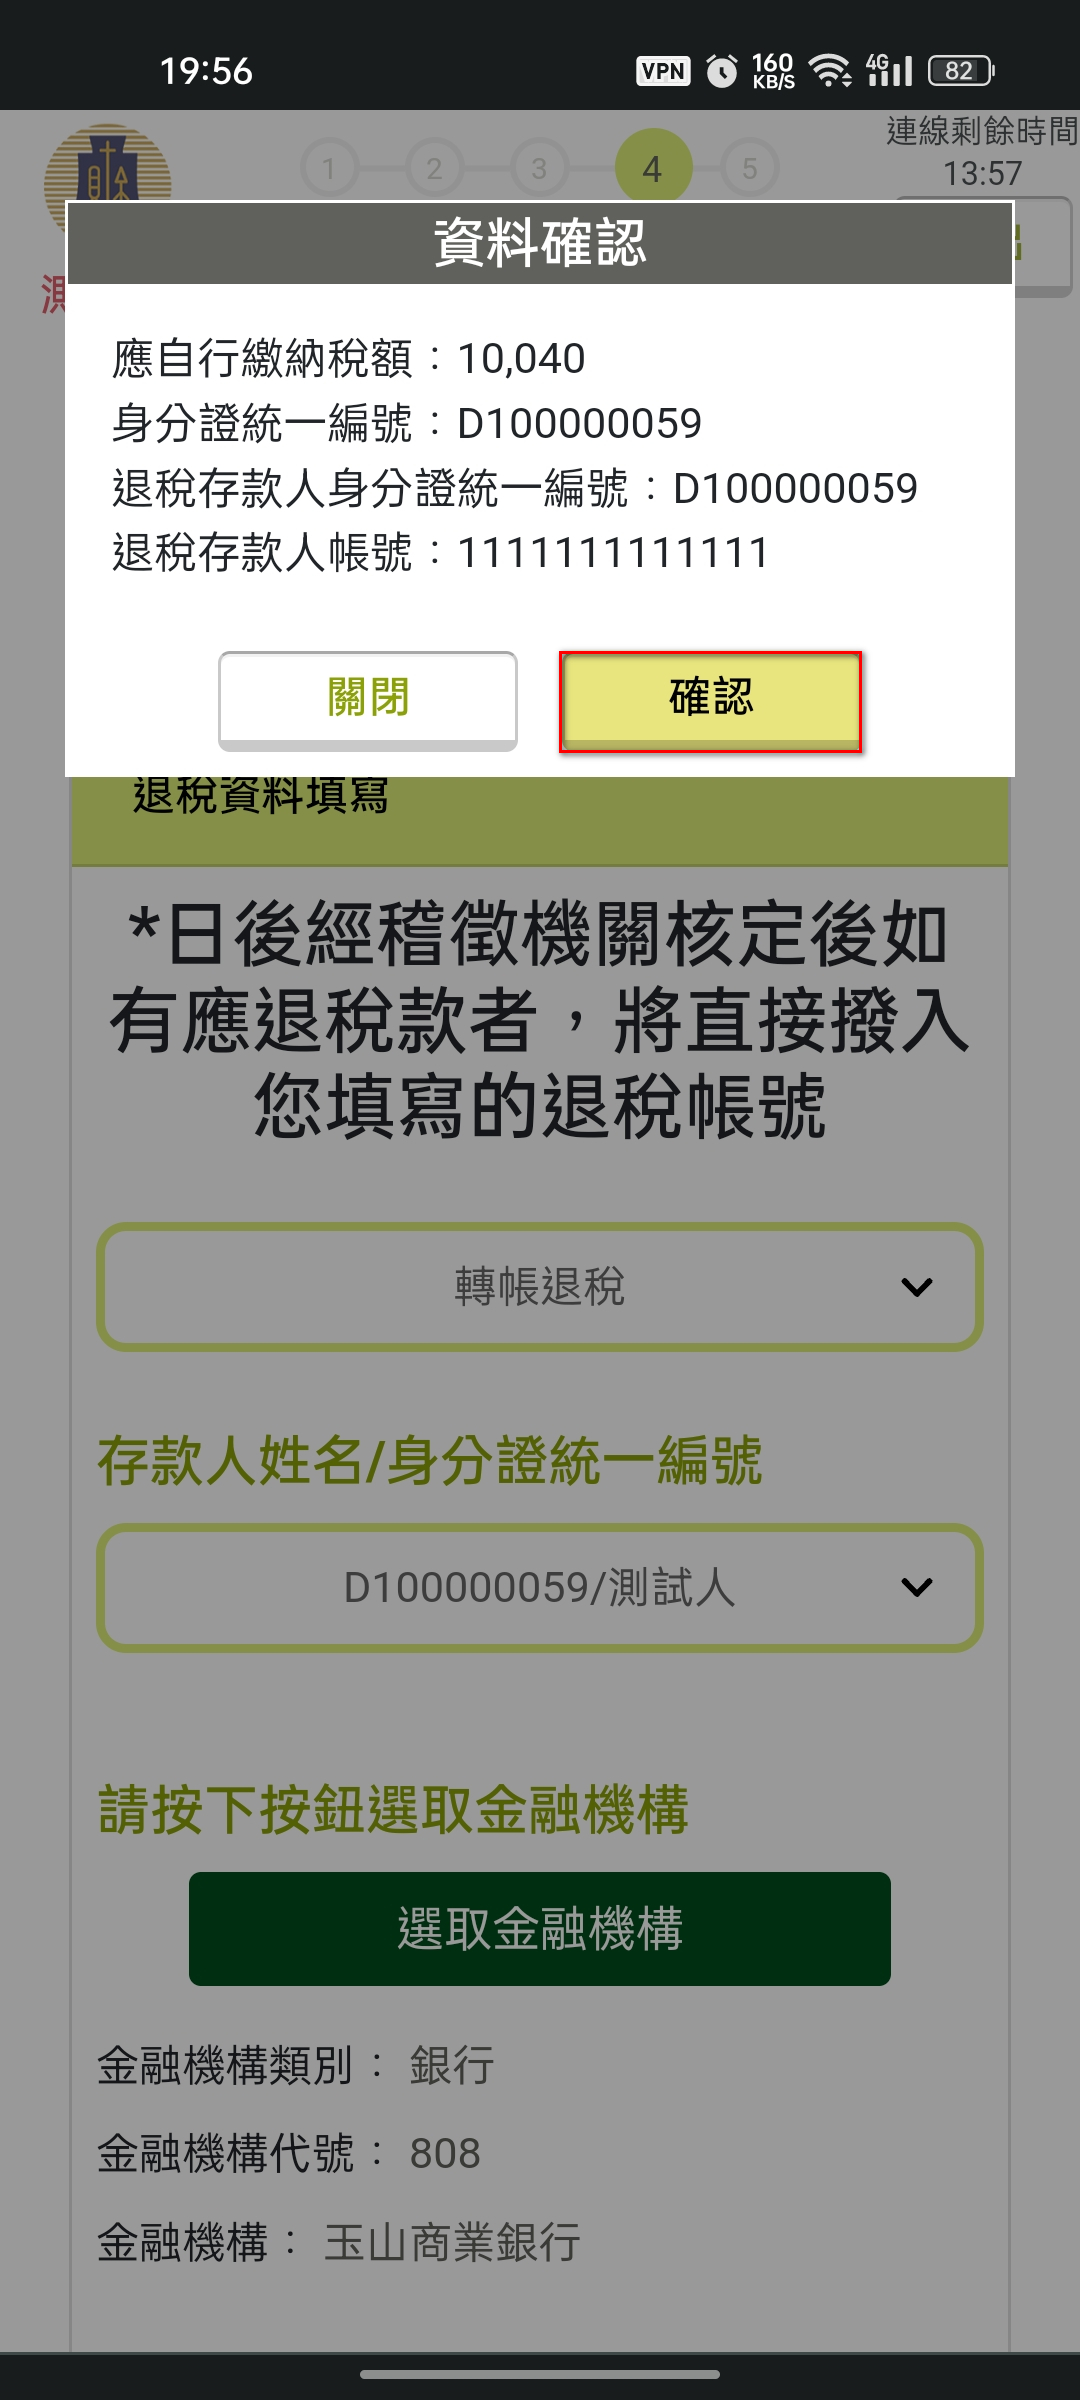 19:56
VPN 160 KB/S 4G 82
1 2 3 4 5
連線剩餘時間
13:57
資料確認
應自行繳納稅額：10,040
身分證統一編號：D100000059
退稅存款人身分證統一編號：D100000059
退稅存款人帳號：1111111111111
關閉
確認
退稅資料填寫
*日後經稽徵機關核定後如
有應退稅款者，將直接撥入
您填寫的退稅帳號
轉帳退稅
存款人姓名/身分證統一編號
D100000059/測試人
請按下按鈕選取金融機構
選取金融機構
金融機構類別： 銀行
金融機構代號： 808
金融機構： 玉山商業銀行